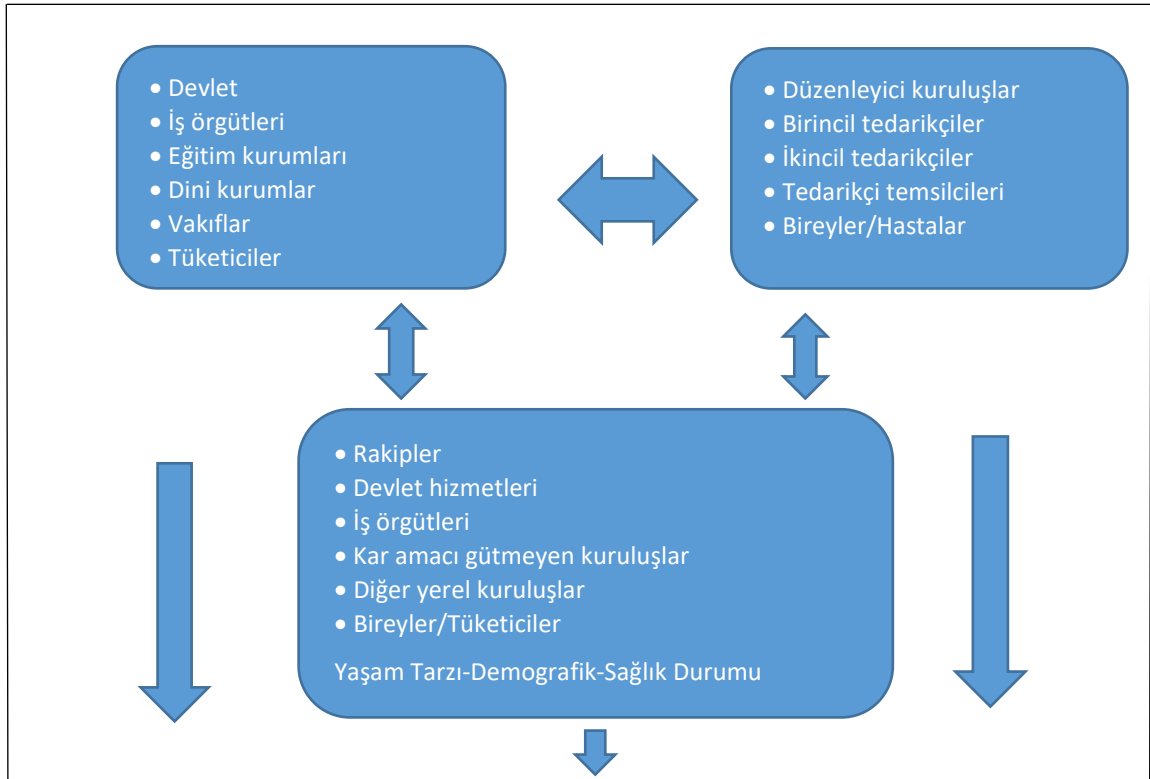 • Devlet
• İş örgütleri
• Eğitim kurumları
• Dini kurumlar
• Vakıflar
• Tüketiciler
• Düzenleyici kuruluşlar
• Birincil tedarikçiler
• İkincil tedarikçiler
• Tedarikçi temsilcileri
• Bireyler/Hastalar
• Rakipler
• Devlet hizmetleri
• İş örgütleri
• Kar amacı gütmeyen kuruluşlar
• Diğer yerel kuruluşlar
• Bireyler/Tüketiciler
Yaşam Tarzı-Demografik-Sağlık Durumu